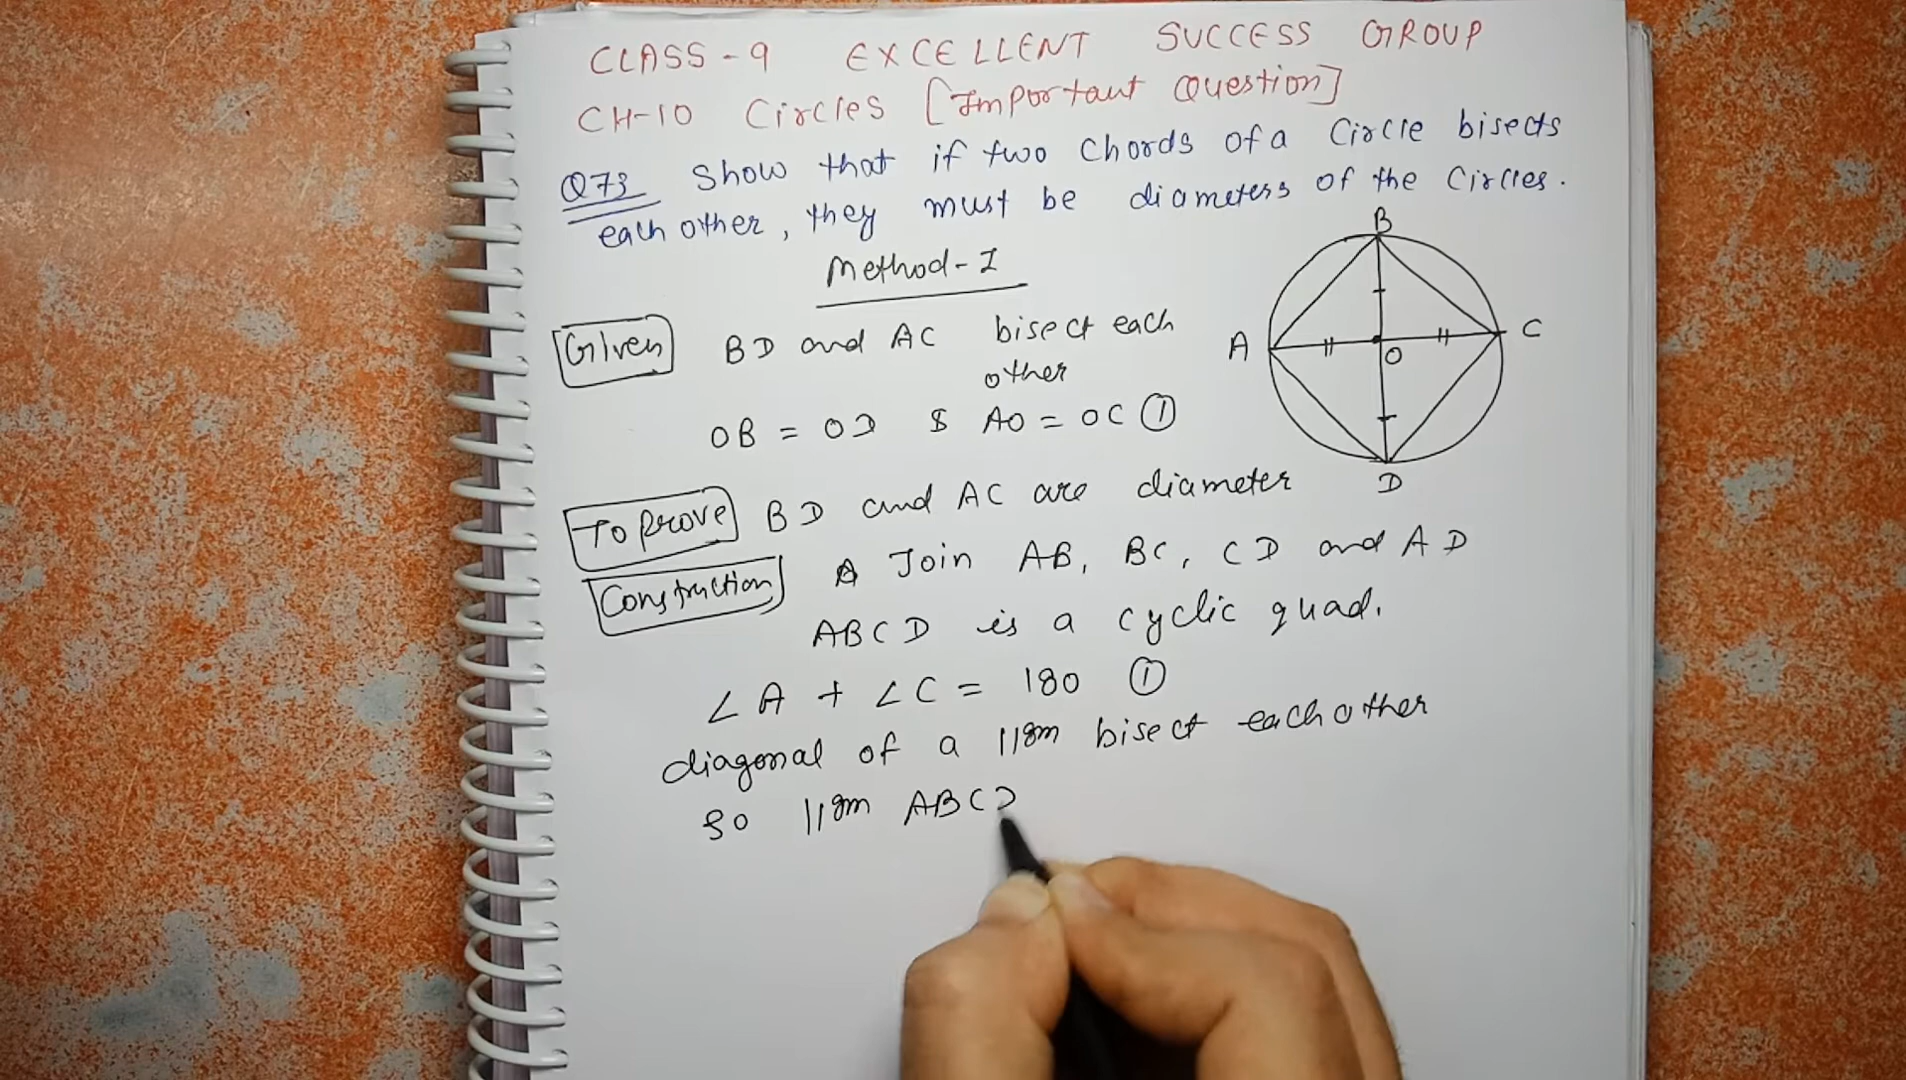 CLASS-9 EXCELLENT SUCCESS GROUP
CH-10 Circles [Important Question]
Q73 Show that if two Chords of a Circle bisects
each other, they must be diameters of the Circles.
Method-I
Given BD and AC bisect each
other
OB = OD & AO = OC ①
To prove BD and AC are diameter
Construction Join AB, BC, CD and AD
ABCD is a cyclic quad.
∠A + ∠C = 180 ①
diagonal of a ||gm bisect each other
so ||gm ABCD
B
A
C
O
D